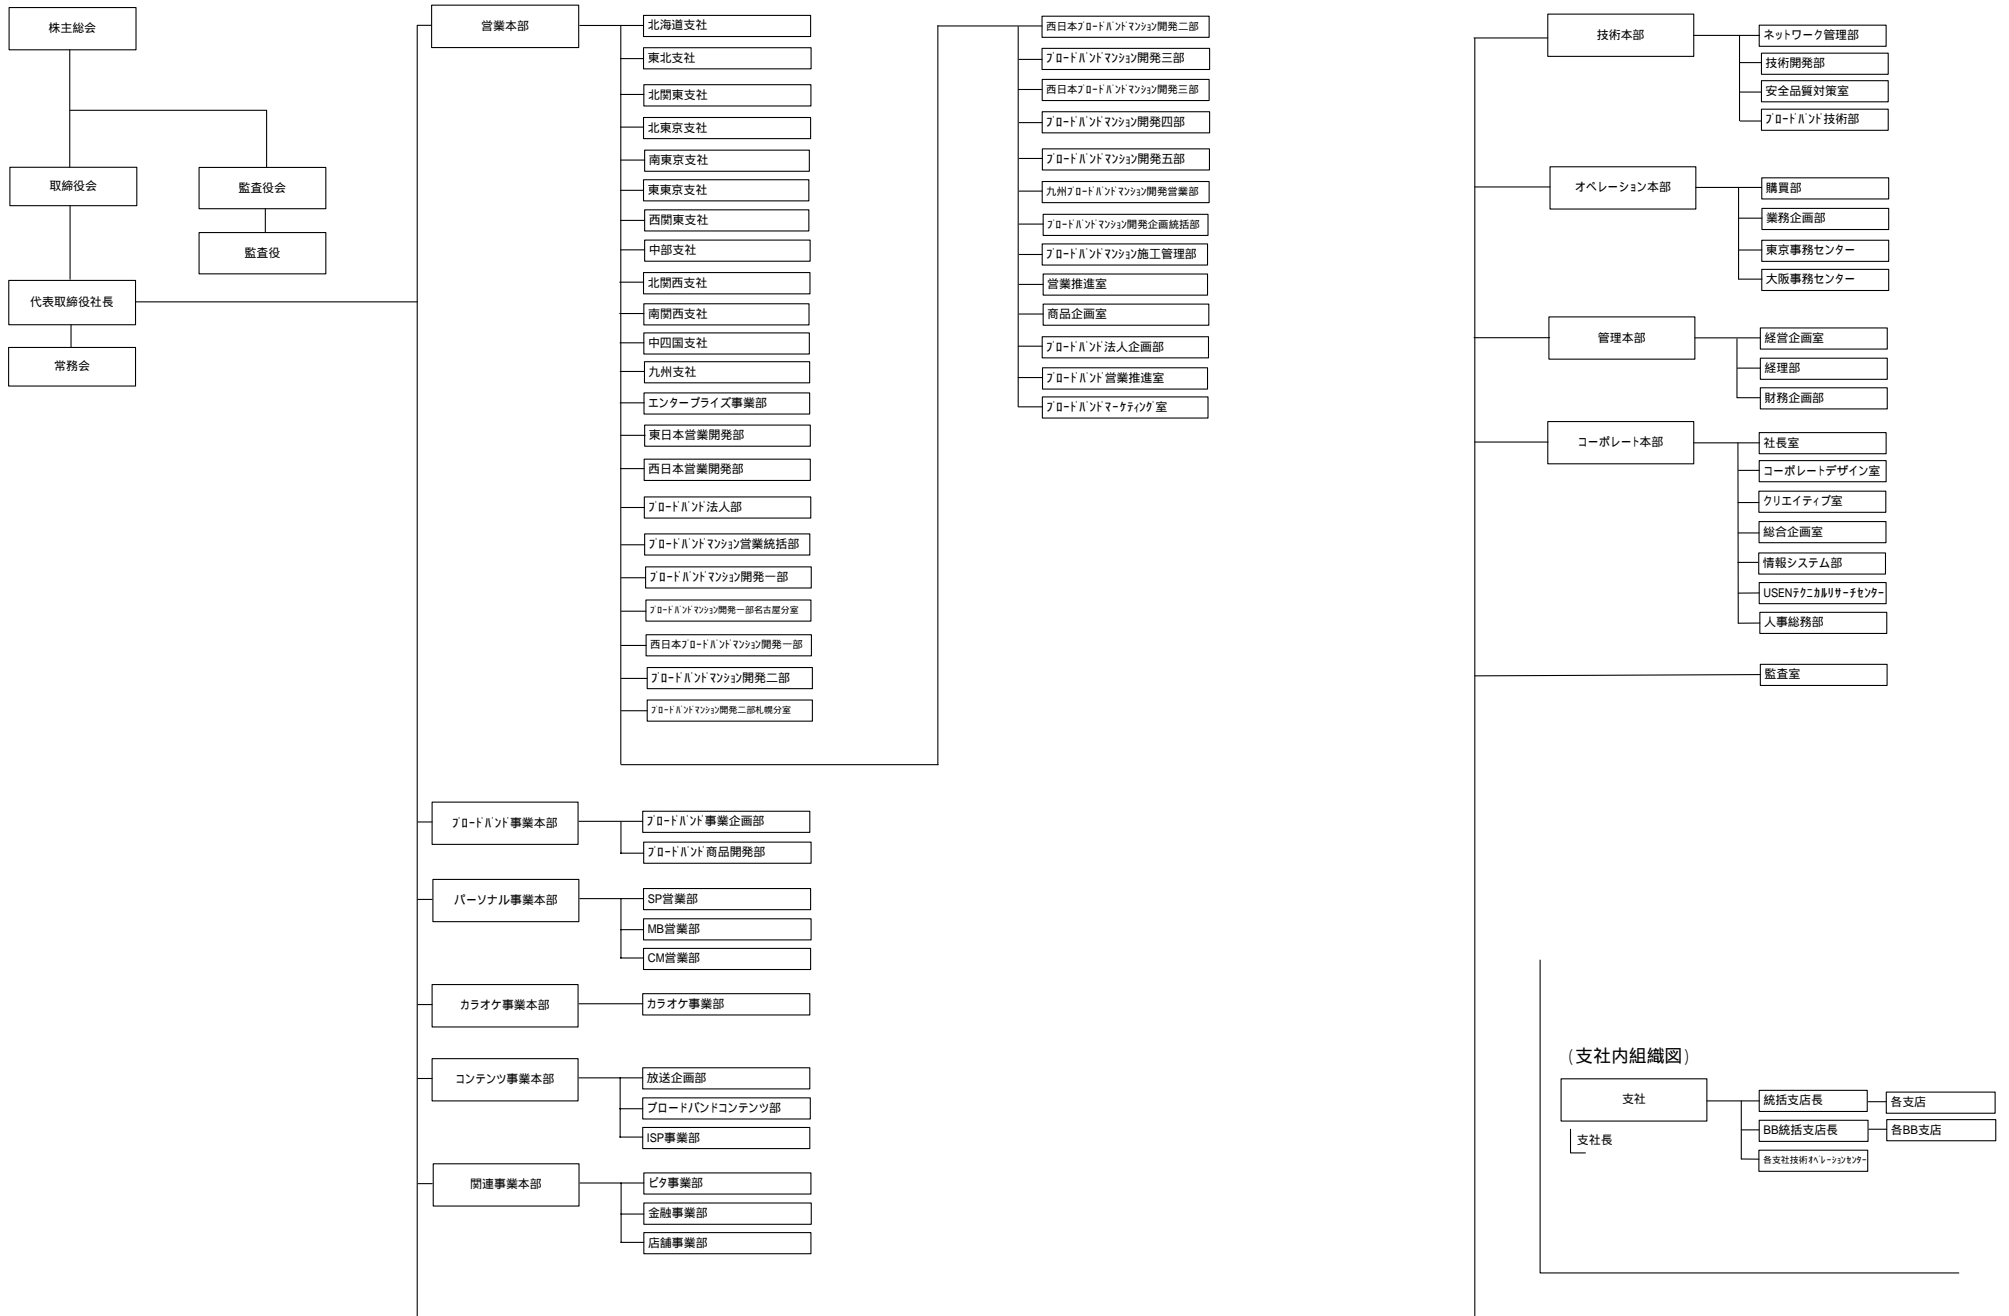 株主総会
取締役会
監査役会
監査役
代表取締役社長
常務会
営業本部
北海道支社
東北支社
北関東支社
北東京支社
南東京支社
東東京支社
西関東支社
中部支社
北関西支社
南関西支社
中四国支社
九州支社
エンタープライズ事業部
東日本営業開発部
西日本営業開発部
ブロードバンド法人部
ブロードバンドマンション営業統括部
ブロードバンドマンション開発一部
ブロードバンドマンション開発一部名古屋分室
西日本ブロードバンドマンション開発一部
ブロードバンドマンション開発二部
ブロードバンドマンション開発二部札幌分室
西日本ブロードバンドマンション開発二部
ブロードバンドマンション開発三部
西日本ブロードバンドマンション開発三部
ブロードバンドマンション開発四部
ブロードバンドマンション開発五部
九州ブロードバンドマンション開発営業部
ブロードバンドマンション開発企画統括部
ブロードバンドマンション施工管理部
営業推進室
商品企画室
ブロードバンド法人企画部
ブロードバンド営業推進室
ブロードバンドマーケティング室
ブロードバンド事業本部
ブロードバンド事業企画部
ブロードバンド商品開発部
パーソナル事業本部
SP営業部
MB営業部
CM営業部
カラオケ事業本部
カラオケ事業部
コンテンツ事業本部
放送企画部
ブロードバンドコンテンツ部
ISP事業部
関連事業本部
ビタ事業部
金融事業部
店舗事業部
技術本部
ネットワーク管理部
技術開発部
安全品質対策室
ブロードバンド技術部
オペレーション本部
購買部
業務企画部
東京事務センター
大阪事務センター
管理本部
経営企画室
経理部
財務企画部
コーポレート本部
社長室
コーポレートデザイン室
クリエイティブ室
総合企画室
情報システム部
USENテクニカルリサーチセンター
人事総務部
監査室
(支社内組織図)
支社
支社長
統括支店長
各支店
BB統括支店長
各BB支店
各支社技術オペレーションセンター